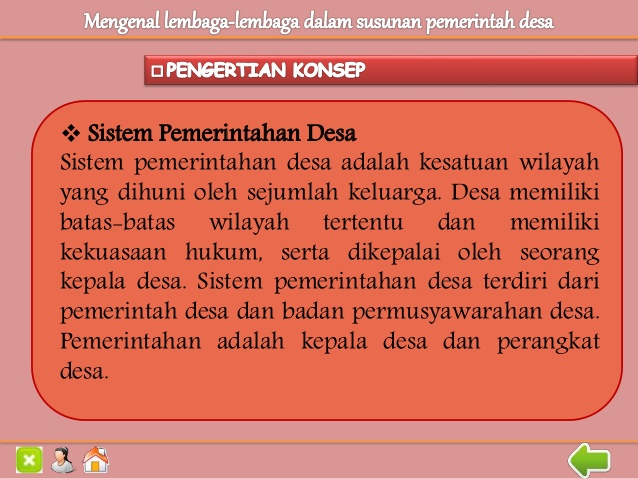 Mengenal lembaga-lembaga dalam susunan pemerintah desa
PENGERTIAN KONSEP
Sistem Pemerintahan Desa
Sistem pemerintahan desa adalah kesatuan wilayah
yang dihuni oleh sejumlah keluarga. Desa memiliki
batas-batas wilayah tertentu dan memiliki
kekuasaan hukum, serta dikepalai oleh seorang
kepala desa. Sistem pemerintahan desa terdiri dari
pemerintah desa dan badan permusyawarahan desa.
Pemerintahan adalah kepala desa dan perangkat
desa.